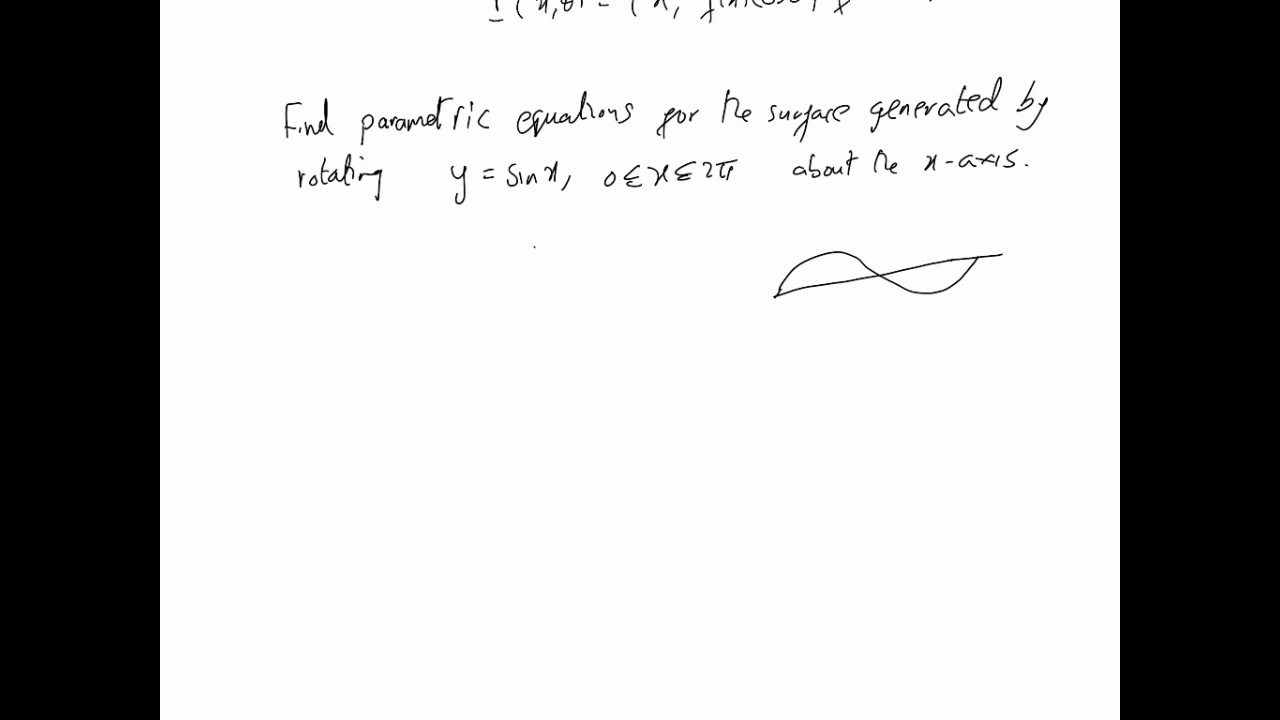 Find parametric equations for the surface generated by
rotating y = sin x, 0 ≤ x ≤ 2π about the x-axis.